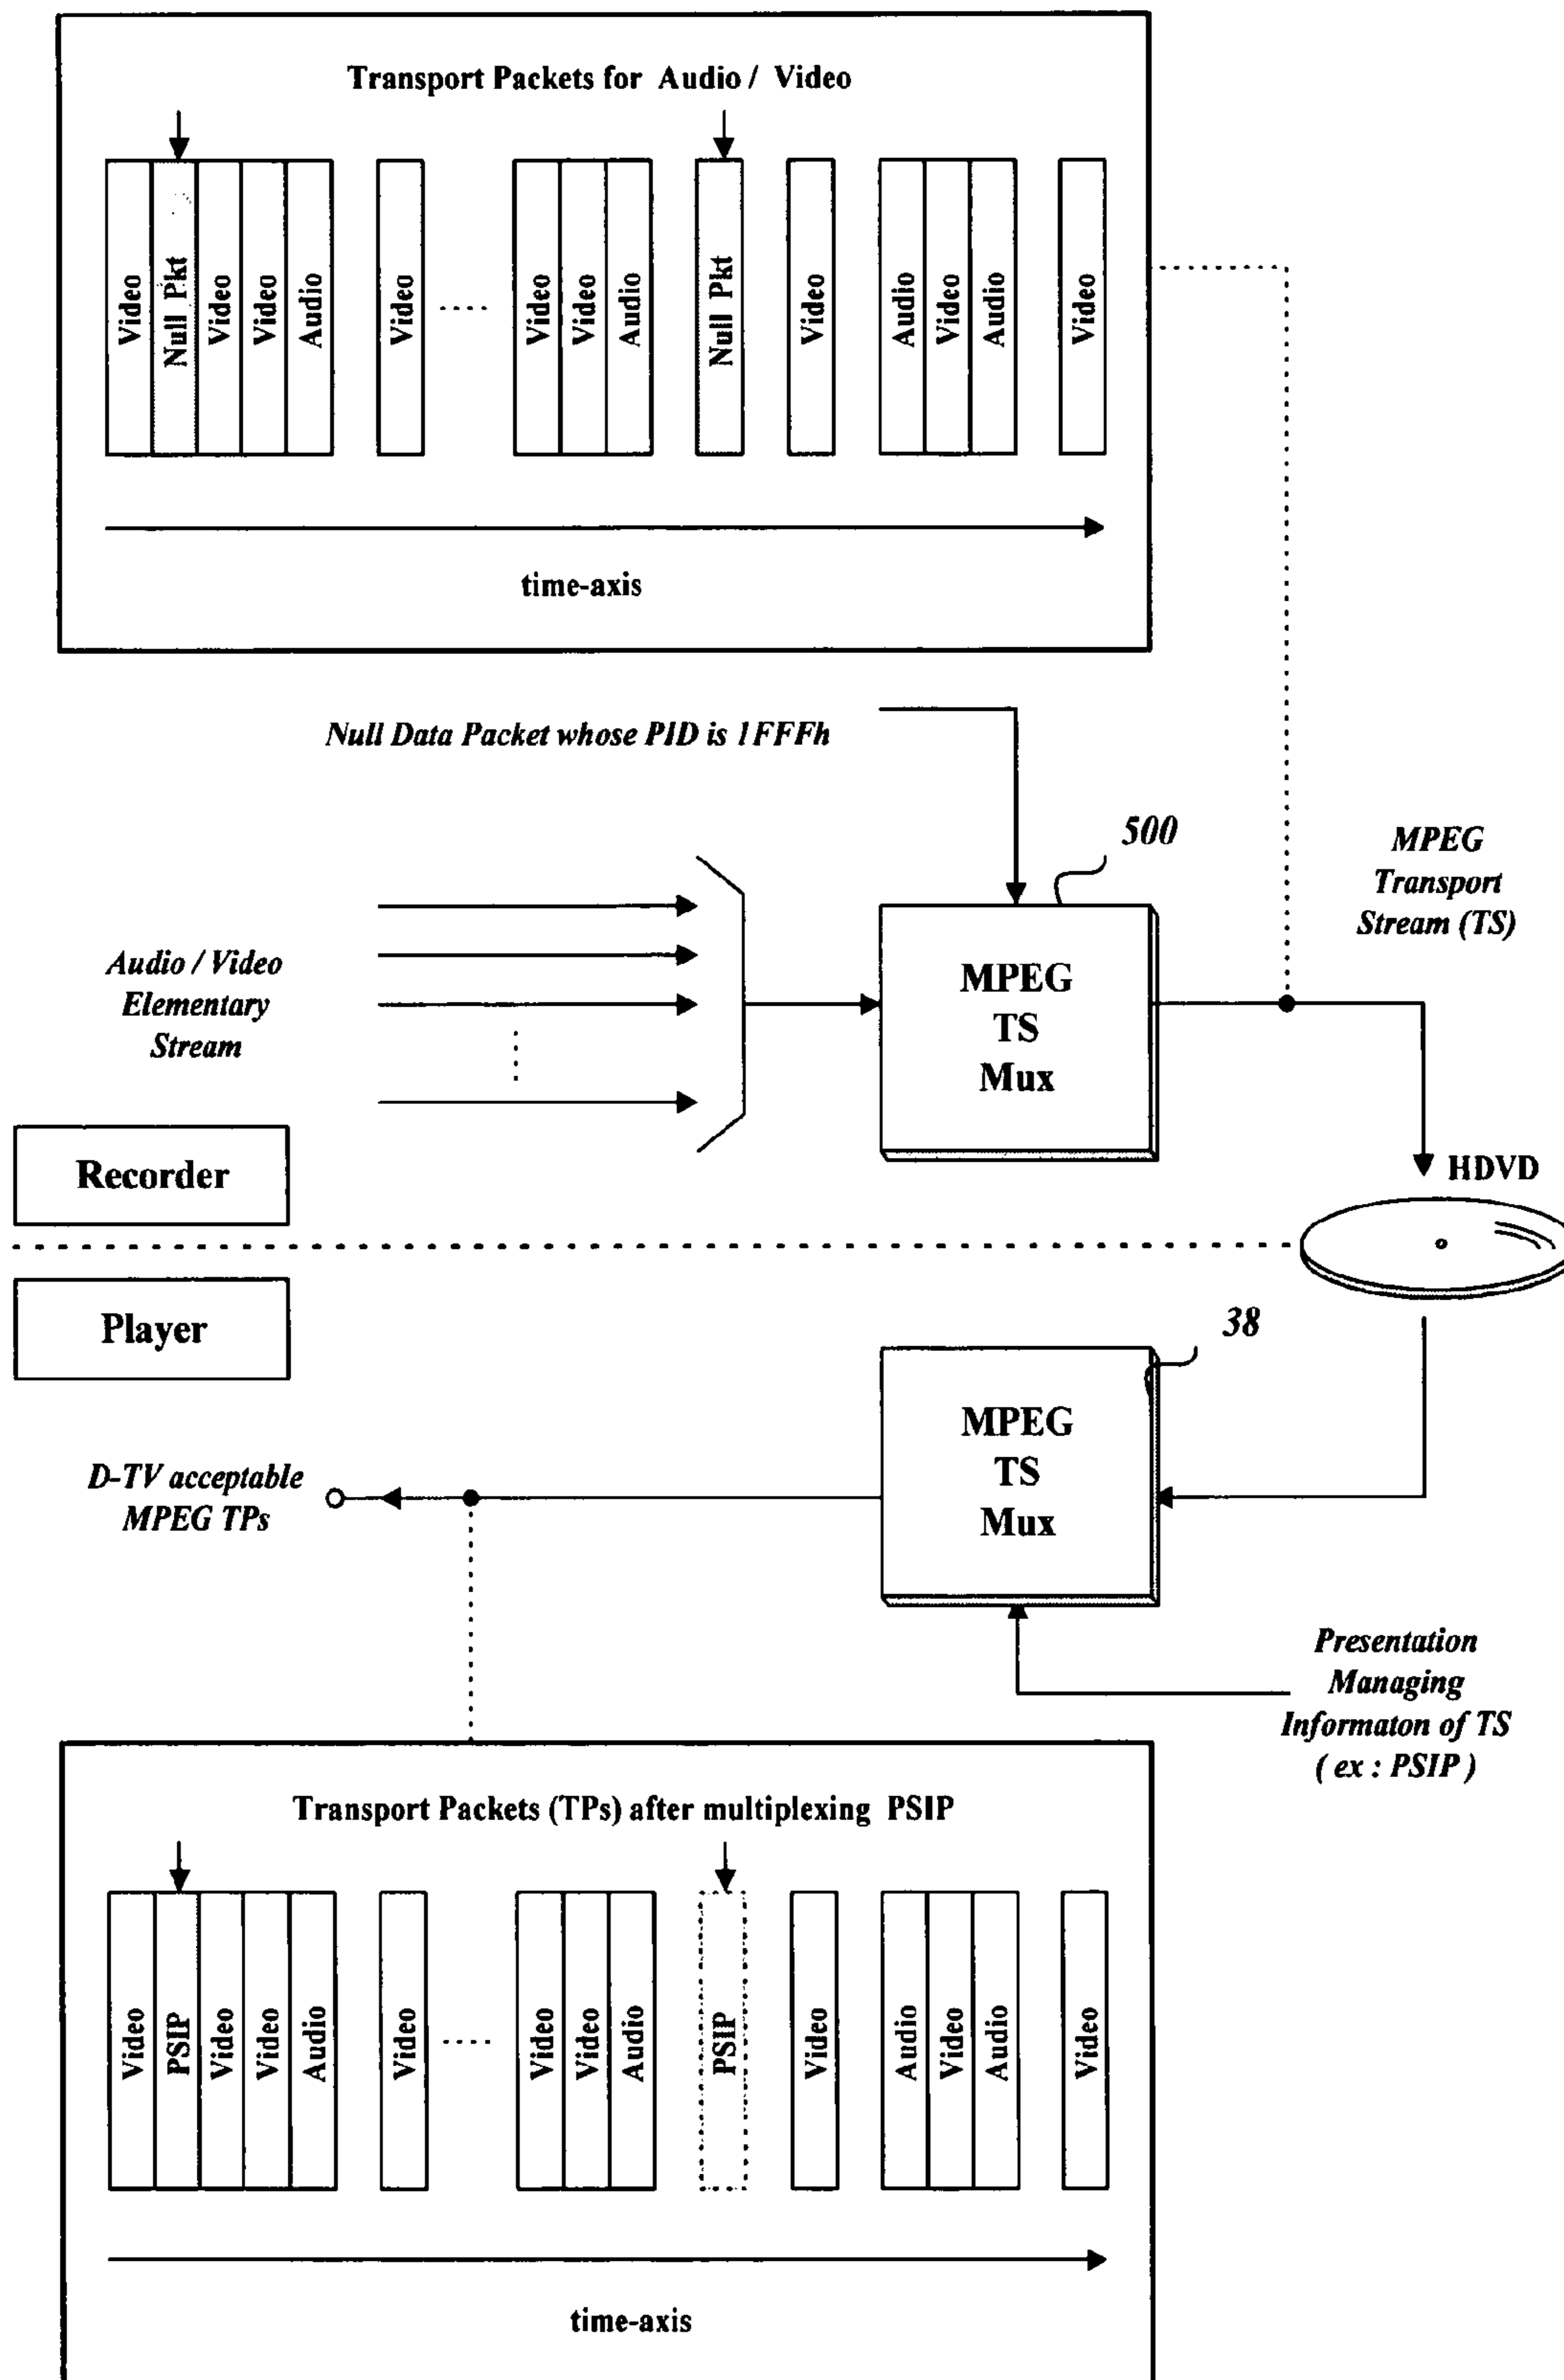 Transport Packets for Audio / Video
Video
Null Pkt
Video
Video
Audio
Video
Video
Video
Audio
Null Pkt
Video
Audio
Video
Audio
Video
time-axis
Null Data Packet whose PID is 1FFFh
500
MPEG
Transport
Stream (TS)
Audio / Video
Elementary
Stream
MPEG
TS
Mux
Recorder
HDVD
Player
38
MPEG
TS
Mux
D-TV acceptable
MPEG TPs
Presentation
Managing
Informaton of TS
( ex : PSIP )
Transport Packets (TPs) after multiplexing PSIP
Video
PSIP
Video
Video
Audio
Video
Video
Video
Audio
PSIP
Video
Audio
Video
Audio
Video
time-axis